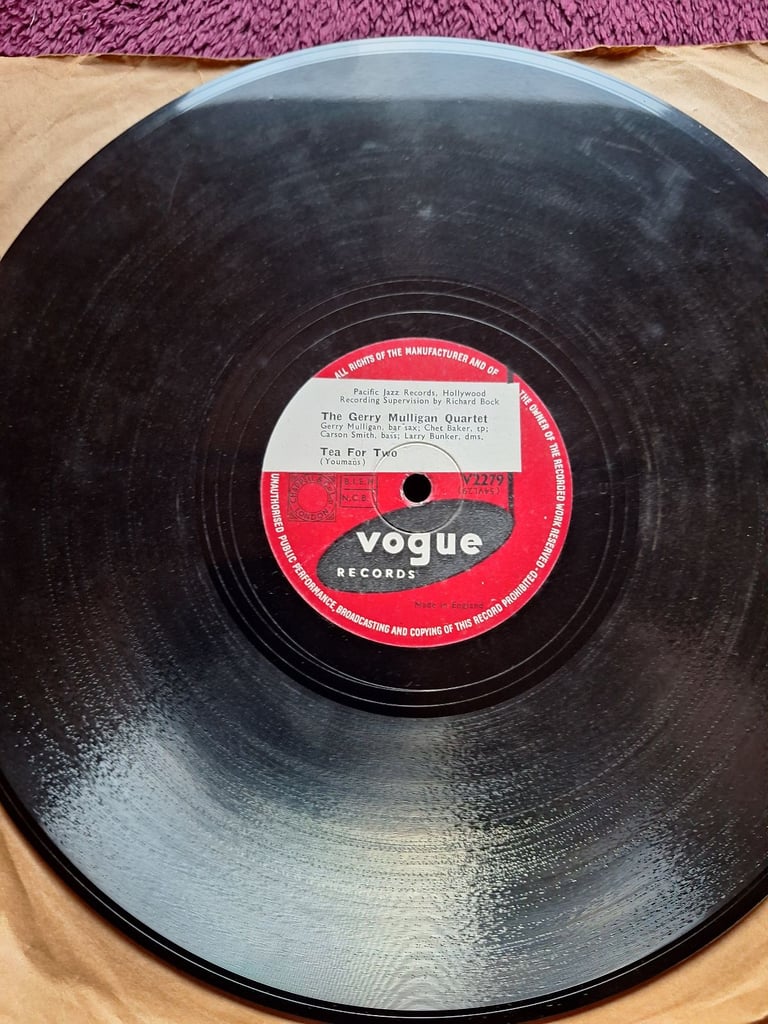 ALL RIGHTS OF THE MANUFACTURER AND OF THE OWNER OF THE RECORDED WORK RESERVED · UNAUTHORISED PUBLIC PERFORMANCE, BROADCASTING AND COPYING OF THIS RECORD PROHIBITED ·
Pacific Jazz Records, Hollywood
Recording Supervision by Richard Bock
The Gerry Mulligan Quartet
Gerry Mulligan, bar sax; Chet Baker, tp;
Carson Smith, bass; Larry Bunker, dms.
Tea For Two
(Youmans)
B.I.E.M
N.C.B.
LONDON
V2279
vogue
RECORDS
Made in England